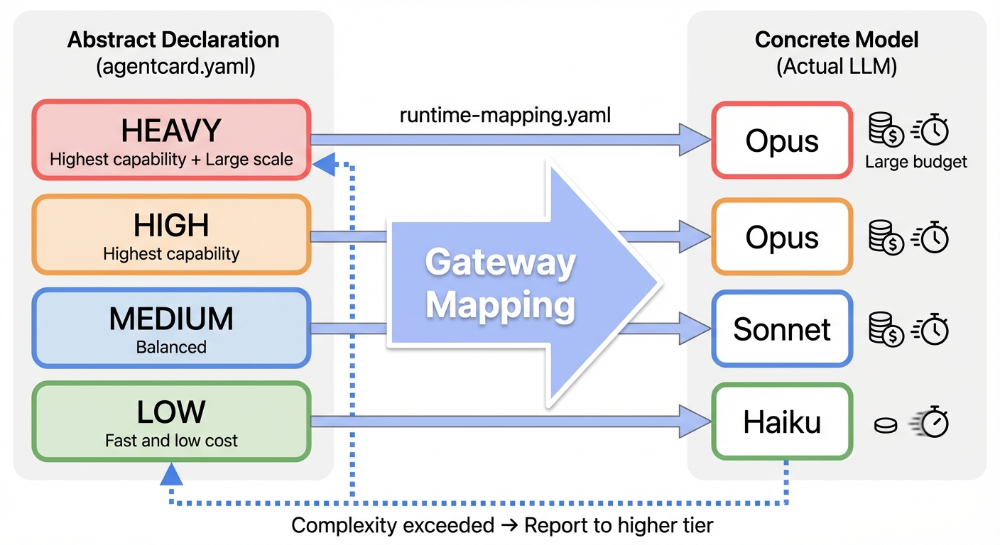 Abstract Declaration
(agentcard.yaml)
HEAVY
Highest capability + Large scale
HIGH
Highest capability
MEDIUM
Balanced
LOW
Fast and low cost
runtime-mapping.yaml
Gateway
Mapping
Concrete Model
(Actual LLM)
Opus
$
Large budget
Opus
$
Sonnet
$
Haiku
Complexity exceeded → Report to higher tier